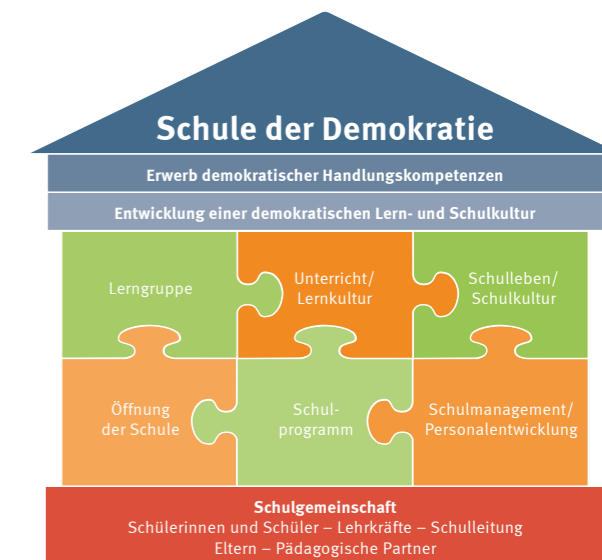 Schule der Demokratie
Erwerb demokratischer Handlungskompetenzen
Entwicklung einer demokratischen Lern- und Schulkultur
Lerngruppe
Unterricht/
Lernkultur
Schulleben/
Schulkultur
Öffnung
der Schule
Schul-
programm
Schulmanagement/
Personalentwicklung
Schulgemeinschaft
Schülerinnen und Schüler – Lehrkräfte – Schulleitung
Eltern – Pädagogische Partner